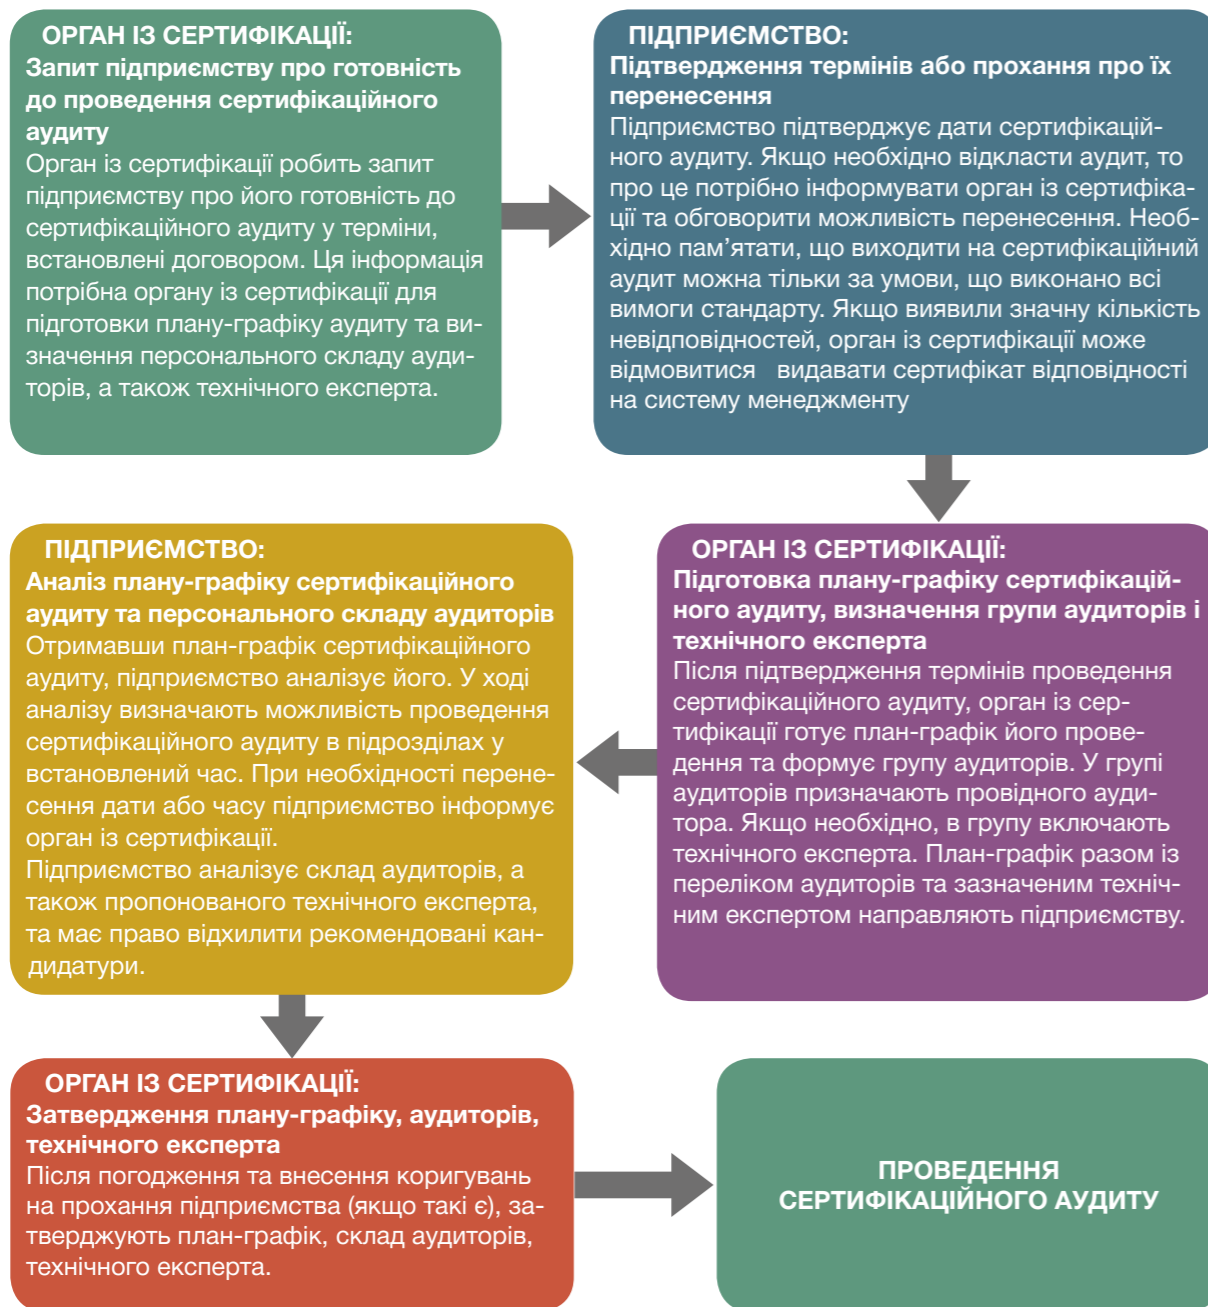 ОРГАН ІЗ СЕРТИФІКАЦІЇ:
Запит підприємству про готовність
до проведення сертифікаційного
аудиту
Орган із сертифікації робить запит
підприємству про його готовність до
сертифікаційного аудиту у терміни,
встановлені договором. Ця інформація
потрібна органу із сертифікації для
підготовки плану-графіку аудиту та ви-
значення персонального складу ауди-
торів, а також технічного експерта.
ПІДПРИЄМСТВО:
Підтвердження термінів або прохання про їх
перенесення
Підприємство підтверджує дати сертифікацій-
ного аудиту. Якщо необхідно відкласти аудит, то
про це потрібно інформувати орган із сертифіка-
ції та обговорити можливість перенесення. Необ-
хідно пам’ятати, що виходити на сертифікаційний
аудит можна тільки за умови, що виконано всі
вимоги стандарту. Якщо виявили значну кількість
невідповідностей, орган із сертифікації може
відмовитися видавати сертифікат відповідності
на систему менеджменту
ОРГАН ІЗ СЕРТИФІКАЦІЇ:
Підготовка плану-графіку сертифікацій-
ного аудиту, визначення групи аудиторів і
технічного експерта
Після підтвердження термінів проведення
сертифікаційного аудиту, орган із сер-
тифікації готує план-графік його прове-
дення та формує групу аудиторів. У групі
аудиторів призначають провідного ауди-
тора. Якщо необхідно, в групу включають
технічного експерта. План-графік разом із
переліком аудиторів та зазначеним техніч-
ним експертом направляють підприємству.
ПІДПРИЄМСТВО:
Аналіз плану-графіку сертифікаційного
аудиту та персонального складу аудиторів
Отримавши план-графік сертифікаційного
аудиту, підприємство аналізує його. У ході
аналізу визначають можливість проведення
сертифікаційного аудиту в підрозділах у
встановлений час. При необхідності перене-
сення дати або часу підприємство інформує
орган із сертифікації.
Підприємство аналізує склад аудиторів, а
також пропонованого технічного експерта,
та має право відхилити рекомендовані кан-
дидатури.
ОРГАН ІЗ СЕРТИФІКАЦІЇ:
Затвердження плану-графіку, аудиторів,
технічного експерта
Після погодження та внесення коригувань
на прохання підприємства (якщо такі є), за-
тверджують план-графік, склад аудиторів,
технічного експерта.
ПРОВЕДЕННЯ
СЕРТИФІКАЦІЙНОГО АУДИТУ